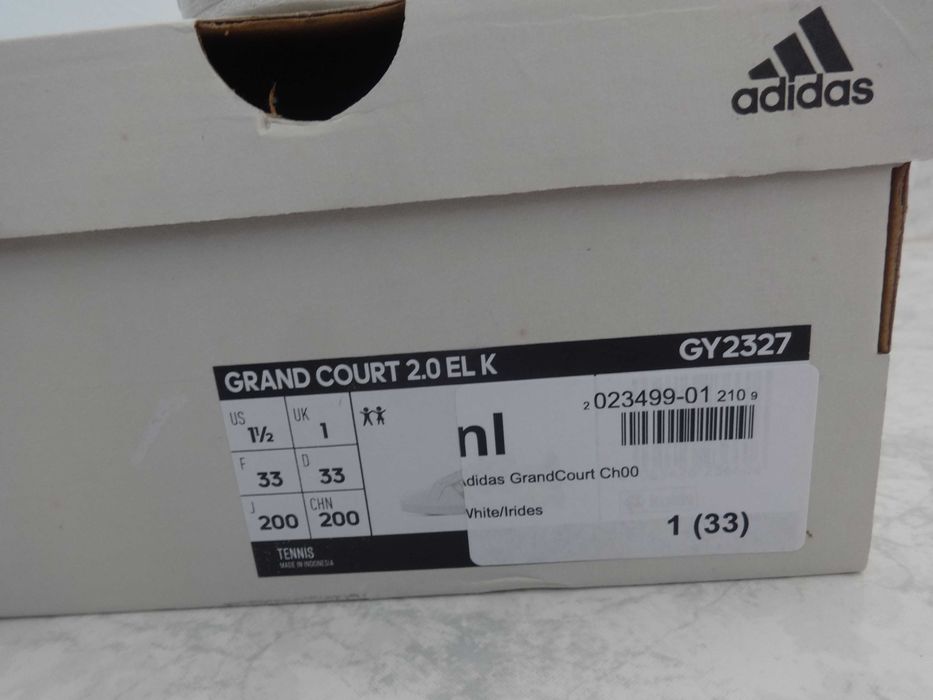 adidas
GRAND COURT 2.0 EL K GY2327
US 1½ UK 1
F 33 D 33
J 200 CHN 200
TENNIS
MADE IN INDONESIA
nl
2 023499-01 210 9
didas GrandCourt Ch00
White/Irides
1 (33)